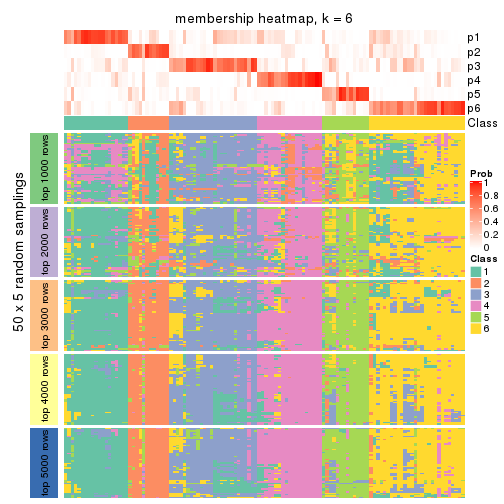 membership heatmap, k = 6
p1
p2
p3
p4
p5
p6
Class
50 x 5 random samplings
top 1000 rows
top 2000 rows
top 3000 rows
top 4000 rows
top 5000 rows
Prob
1
0.8
0.6
0.4
0.2
0
Class
1
2
3
4
5
6